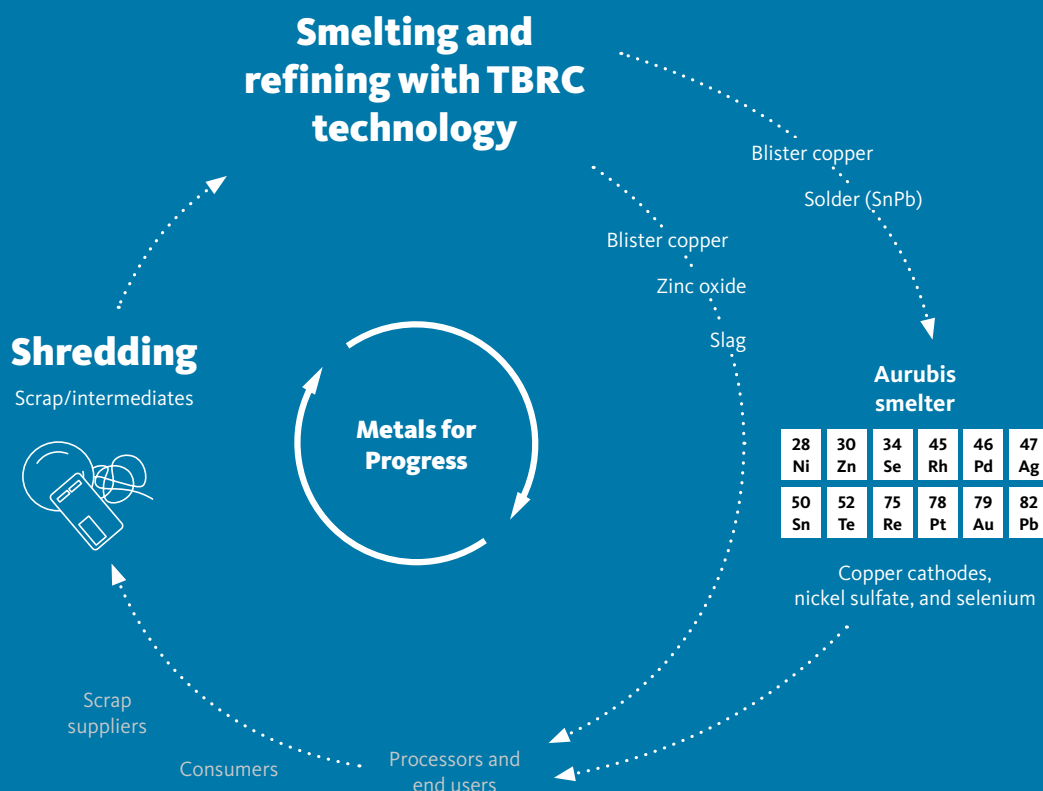 Smelting and
refining with TBRC
technology
Blister copper
Solder (SnPb)
Blister copper
Zinc oxide
Slag
Shredding
Scrap/intermediates
Metals for
Progress
Aurubis
smelter
28 30 34 45 46 47
Ni Zn Se Rh Pd Ag
50 52 75 78 79 82
Sn Te Re Pt Au Pb
Copper cathodes,
nickel sulfate, and selenium
Scrap
suppliers
Consumers
Processors and
end users